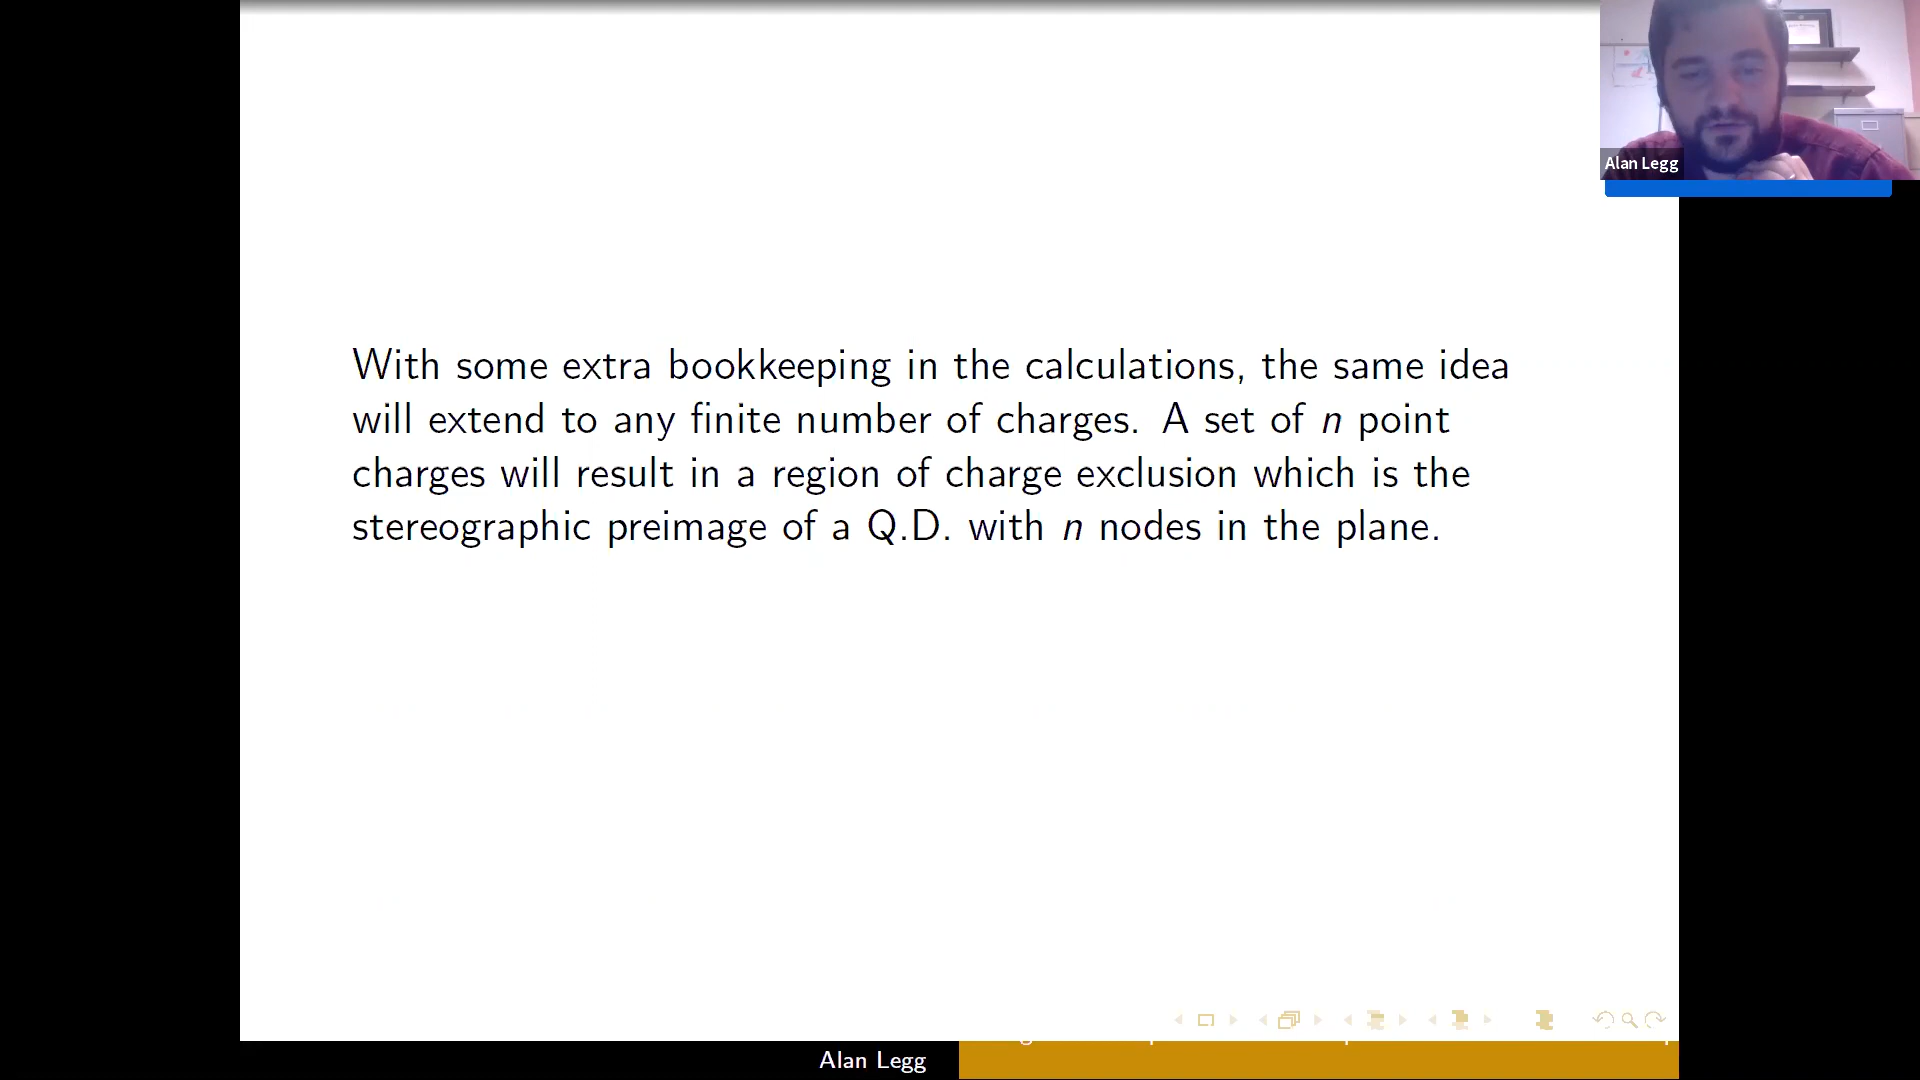 Alan Legg
With some extra bookkeeping in the calculations, the same idea
will extend to any finite number of charges. A set of n point
charges will result in a region of charge exclusion which is the
stereographic preimage of a Q.D. with n nodes in the plane.
Alan Legg